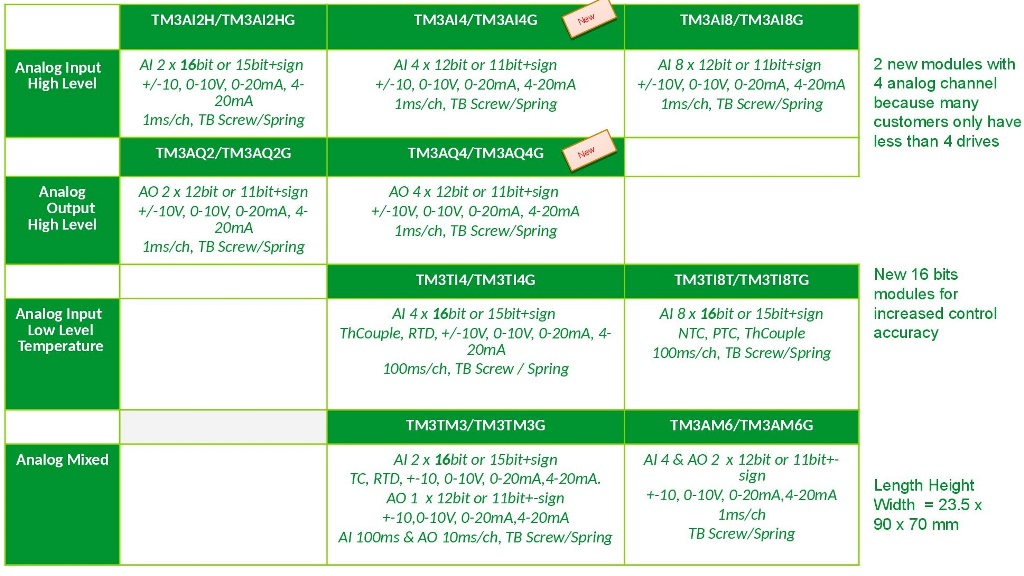 TM3AI2H/TM3AI2HG
TM3AI4/TM3AI4G
New
TM3AI8/TM3AI8G
Analog Input
High Level
AI 2 x 16bit or 15bit+sign
+/-10, 0-10V, 0-20mA, 4-
20mA
1ms/ch, TB Screw/Spring
AI 4 x 12bit or 11bit+sign
+/-10, 0-10V, 0-20mA, 4-20mA
1ms/ch, TB Screw/Spring
AI 8 x 12bit or 11bit+sign
+/-10V, 0-10V, 0-20mA, 4-20mA
1ms/ch, TB Screw/Spring
2 new modules with
4 analog channel
because many
customers only have
less than 4 drives
TM3AQ2/TM3AQ2G
TM3AQ4/TM3AQ4G
New
Analog
Output
High Level
AO 2 x 12bit or 11bit+sign
+/-10V, 0-10V, 0-20mA, 4-
20mA
1ms/ch, TB Screw/Spring
AO 4 x 12bit or 11bit+sign
+/-10V, 0-10V, 0-20mA, 4-20mA
1ms/ch, TB Screw/Spring
TM3TI4/TM3TI4G
TM3TI8T/TM3TI8TG
Analog Input
Low Level
Temperature
AI 4 x 16bit or 15bit+sign
ThCouple, RTD, +/-10V, 0-10V, 0-20mA, 4-
20mA
100ms/ch, TB Screw / Spring
AI 8 x 16bit or 15bit+sign
NTC, PTC, ThCouple
100ms/ch, TB Screw/Spring
New 16 bits
modules for
increased control
accuracy
TM3TM3/TM3TM3G
TM3AM6/TM3AM6G
Analog Mixed
AI 2 x 16bit or 15bit+sign
TC, RTD, +-10, 0-10V, 0-20mA,4-20mA.
AO 1 x 12bit or 11bit+-sign
+-10,0-10V, 0-20mA,4-20mA
AI 100ms & AO 10ms/ch, TB Screw/Spring
AI 4 & AO 2 x 12bit or 11bit+-
sign
+-10, 0-10V, 0-20mA,4-20mA
1ms/ch
TB Screw/Spring
Length Height
Width = 23.5 x
90 x 70 mm